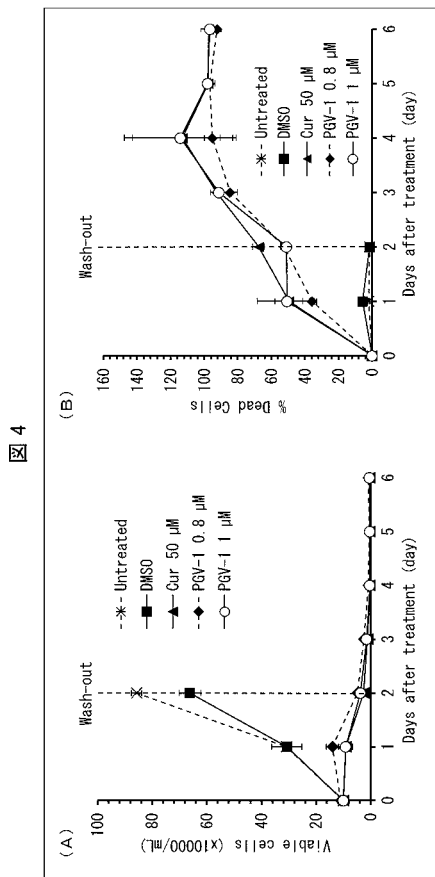 図 4
(A)
Wash-out
Viable cells (x10000/mL)
100
80
60
40
20
0
Untreated
DMSO
Cur 50 μM
PGV-1 0.8 μM
PGV-1 1 μM
0 1 2 3 4 5 6
Days after treatment (day)
(B)
Wash-out
% Dead Ceells
160
140
120
100
80
60
40
20
0
Untreated
DMSO
Cur 50 μM
PGV-1 0.8 μM
PGV-1 1 μM
0 1 2 3 4 5 6
Days after treatment (day)